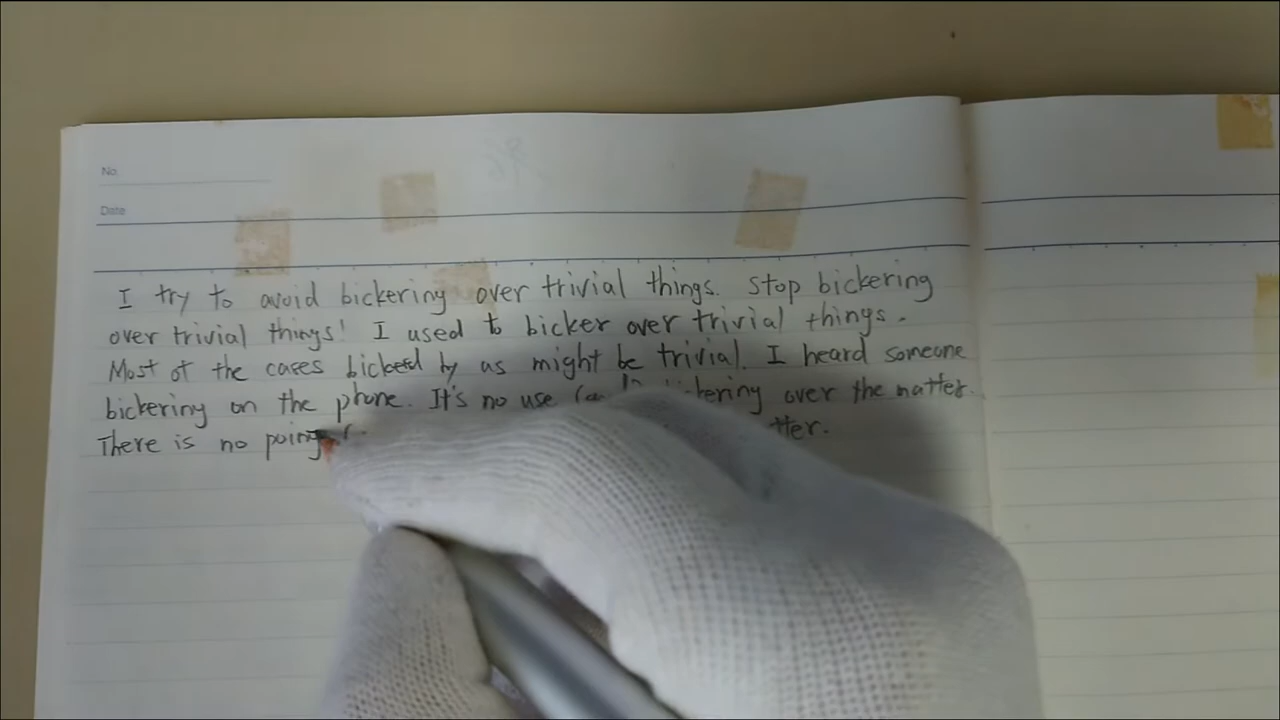 No.
Date
I try to avoid bickering over trivial things. Stop bickering
over trivial things! I used to bicker over trivial things.
Most of the cases bickered by us might be trivial. I heard someone
bickering on the phone. It's no use over the matter.
There is no